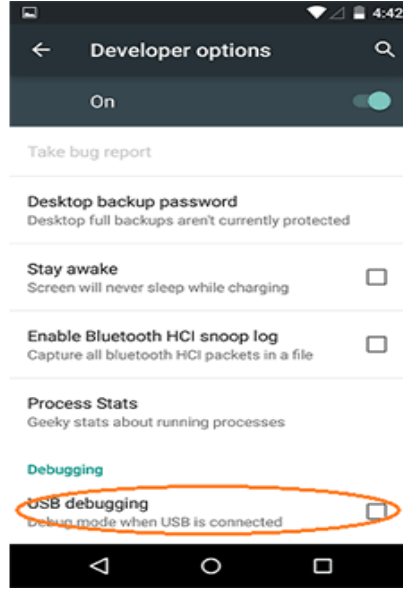 4:42
Developer options
On
Take bug report
Desktop backup password
Desktop full backups aren't currently protected
Stay awake
Screen will never sleep while charging
Enable Bluetooth HCI snoop log
Capture all bluetooth HCI packets in a file
Process Stats
Geeky stats about running processes
Debugging
USB debugging
Debug mode when USB is connected